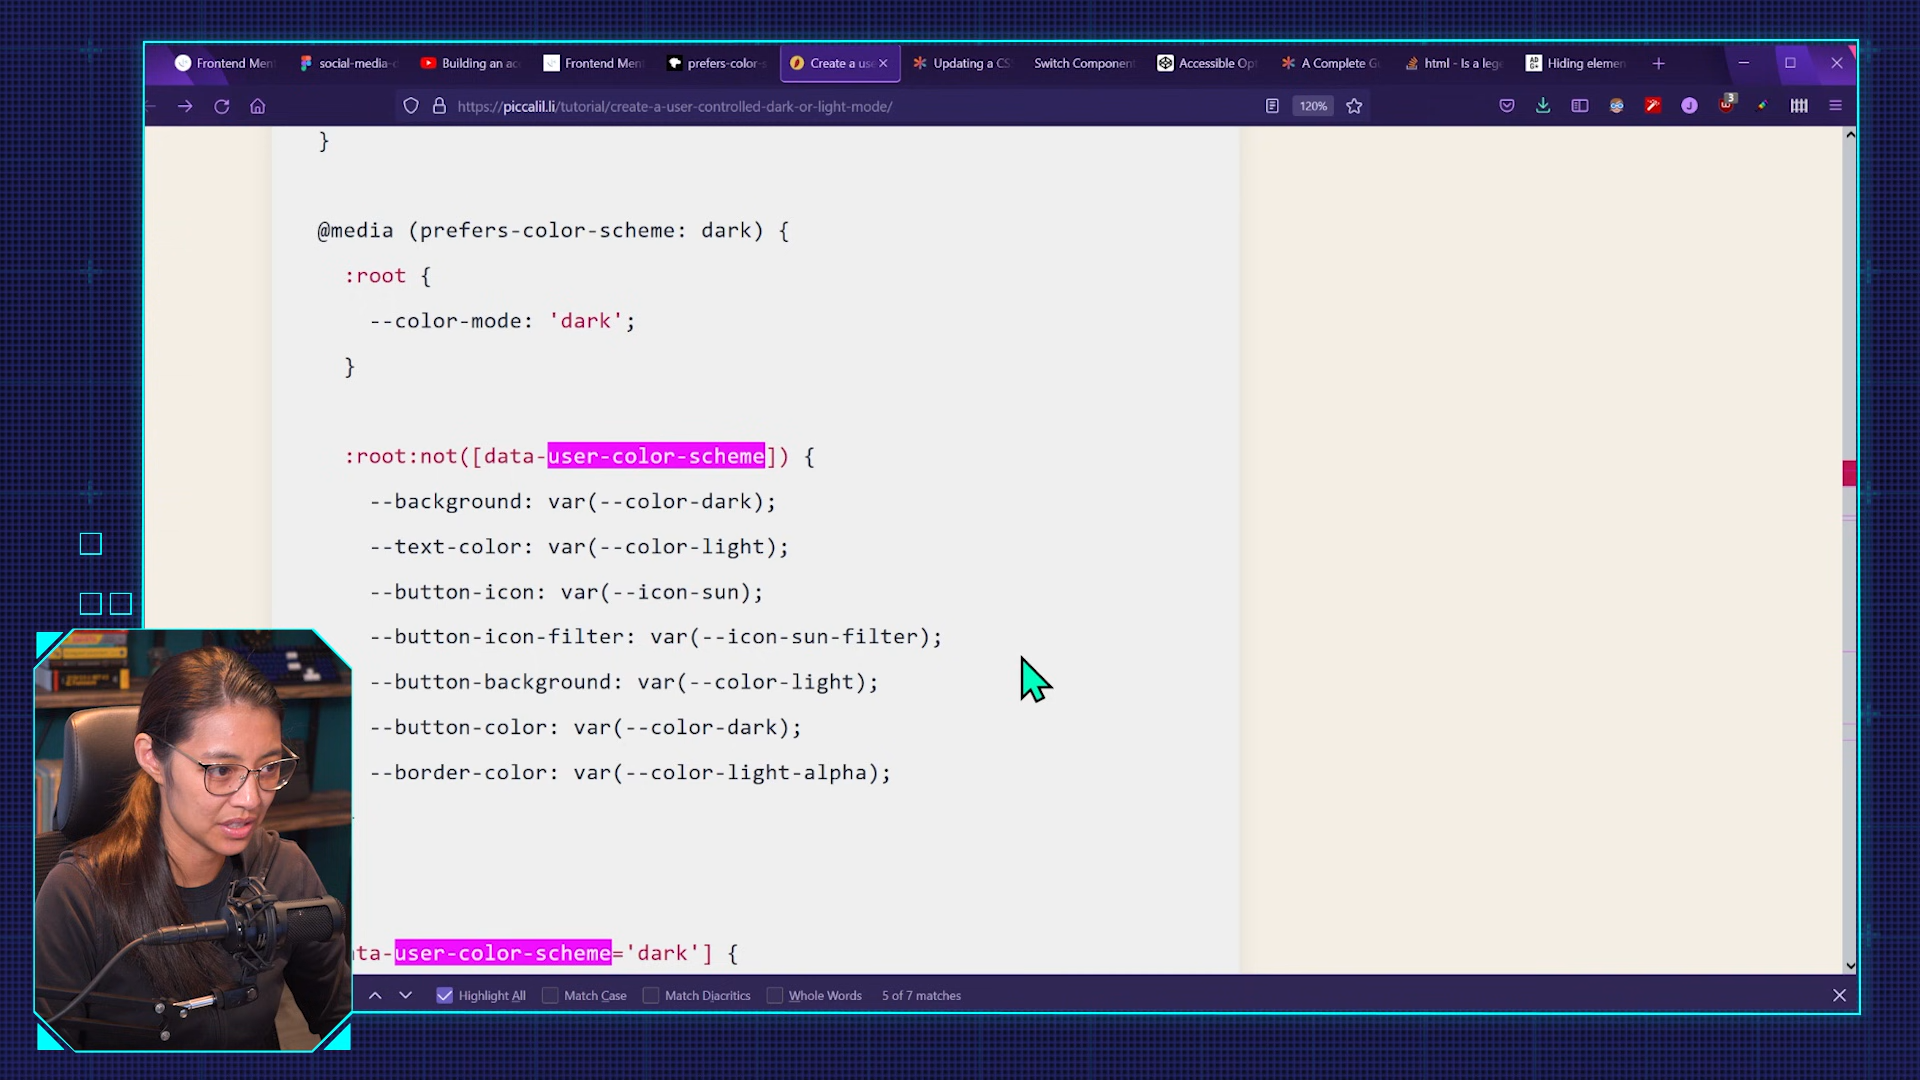 Frontend Men
social-media-
Building an ac
Frontend Ment
prefers-color-s
Create a use
Updating a CS
Switch Componen
Accessible Opt
A Complete Gu
html - Is a lege
Hiding elemen
https://piccalil.li/tutorial/create-a-user-controlled-dark-or-light-mode/
120%
J
3
}
@media (prefers-color-scheme: dark) {
:root {
--color-mode: 'dark';
}
:root:not([data-user-color-scheme]) {
--background: var(--color-dark);
--text-color: var(--color-light);
--button-icon: var(--icon-sun);
--button-icon-filter: var(--icon-sun-filter);
--button-background: var(--color-light);
--button-color: var(--color-dark);
--border-color: var(--color-light-alpha);
ta-user-color-scheme='dark'] {
Highlight All
Match Case
Match Diacritics
Whole Words
5 of 7 matches